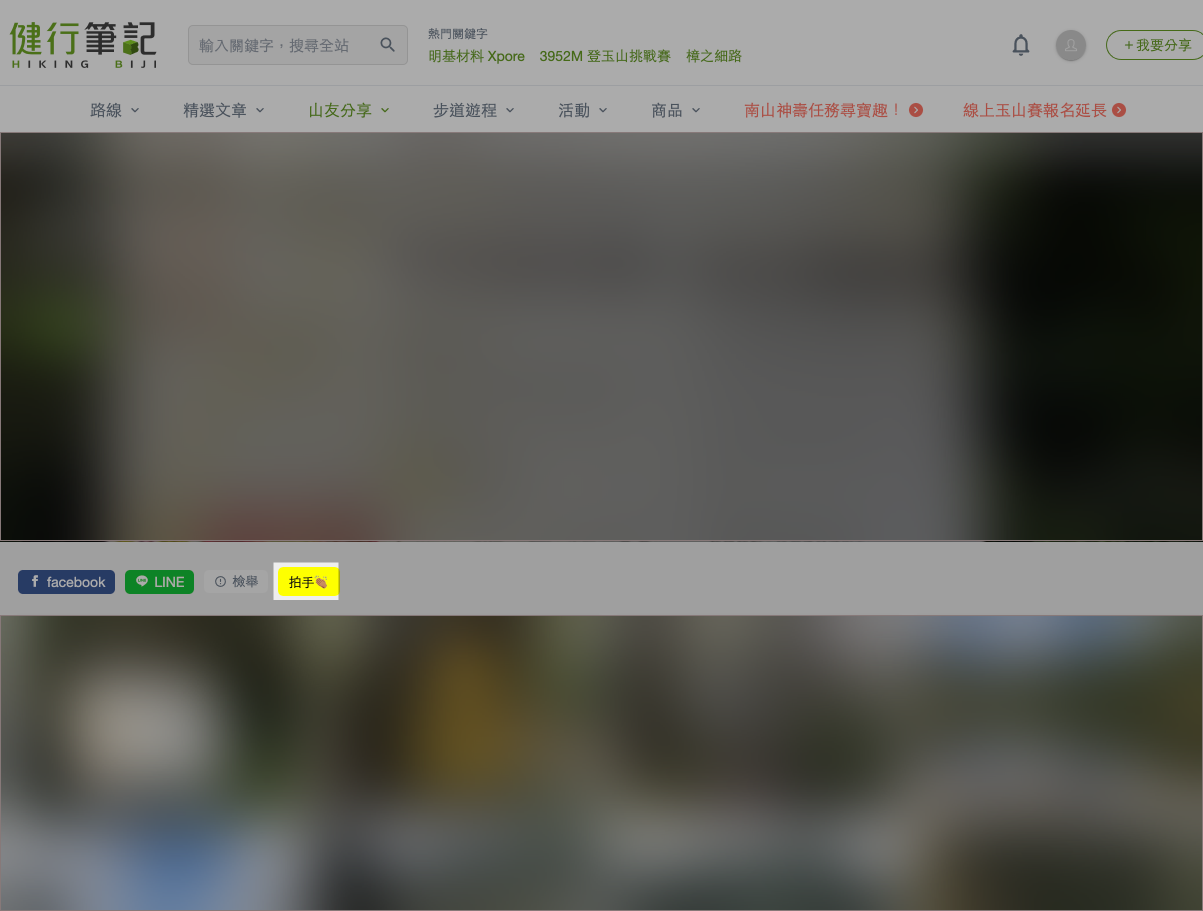 健行筆記
HIKING BIJI
輸入關鍵字，搜尋全站
熱門關鍵字
明基材料 Xpore 3952M 登玉山挑戰賽 樟之細路
+ 我要分享
路線 精選文章 山友分享 步道遊程 活動 商品 南山神壽任務尋寶趣！ 線上玉山賽報名延長
facebook LINE 檢舉 拍手👏